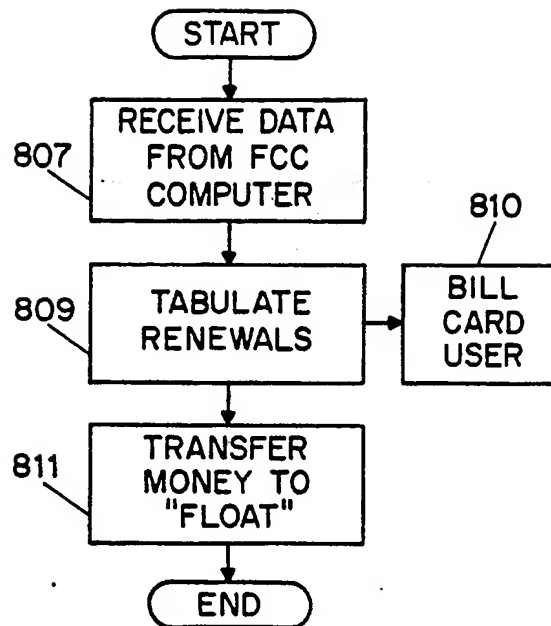 START
RECEIVE DATA
FROM FCC
COMPUTER
807
810
TABULATE
RENEWALS
809
BILL
CARD
USER
TRANSFER
MONEY TO
"FLOAT"
811
END